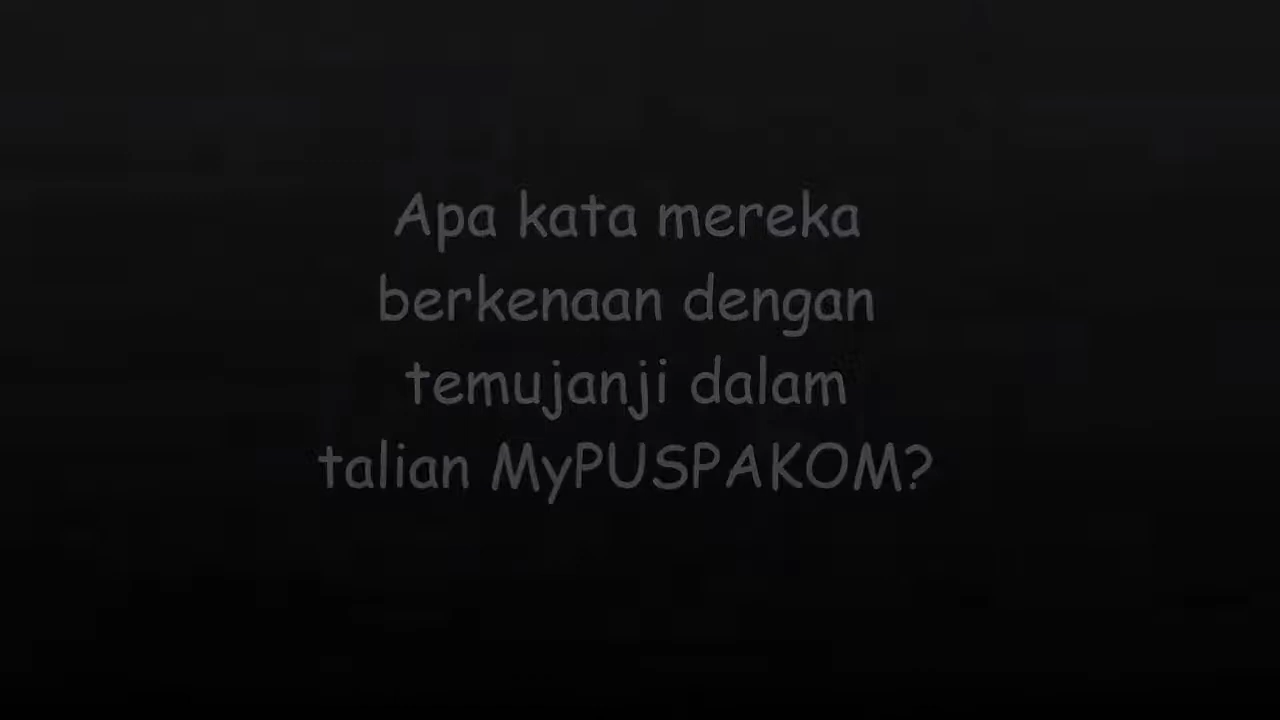 Apa kata mereka
berkenaan dengan
temujanji dalam
talian MyPUSPAKOM?